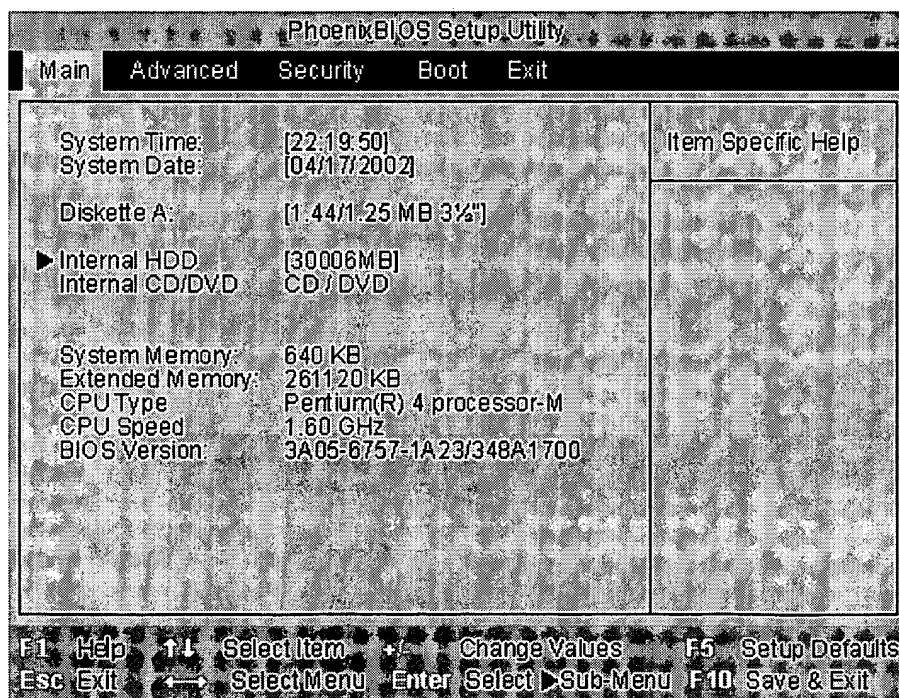 PhoenixBIOS Setup Utility
Main Advanced Security Boot Exit
System Time: [22:19:50]
System Date: [04/17/2002]
Diskette A: [1.44/1.25 MB 3½"]
▶ Internal HDD [30006MB]
Internal CD/DVD CD / DVD
System Memory: 640 KB
Extended Memory: 261120 KB
CPU Type Pentium(R) 4 processor-M
CPU Speed 1.60 GHz
BIOS Version: 3A05-6757-1A23/348A1700
Item Specific Help
F1 Help ↑↓ Select Item +/- Change Values F5 Setup Defaults
Esc Exit ←→ Select Menu Enter Select ▶Sub-Menu F10 Save & Exit